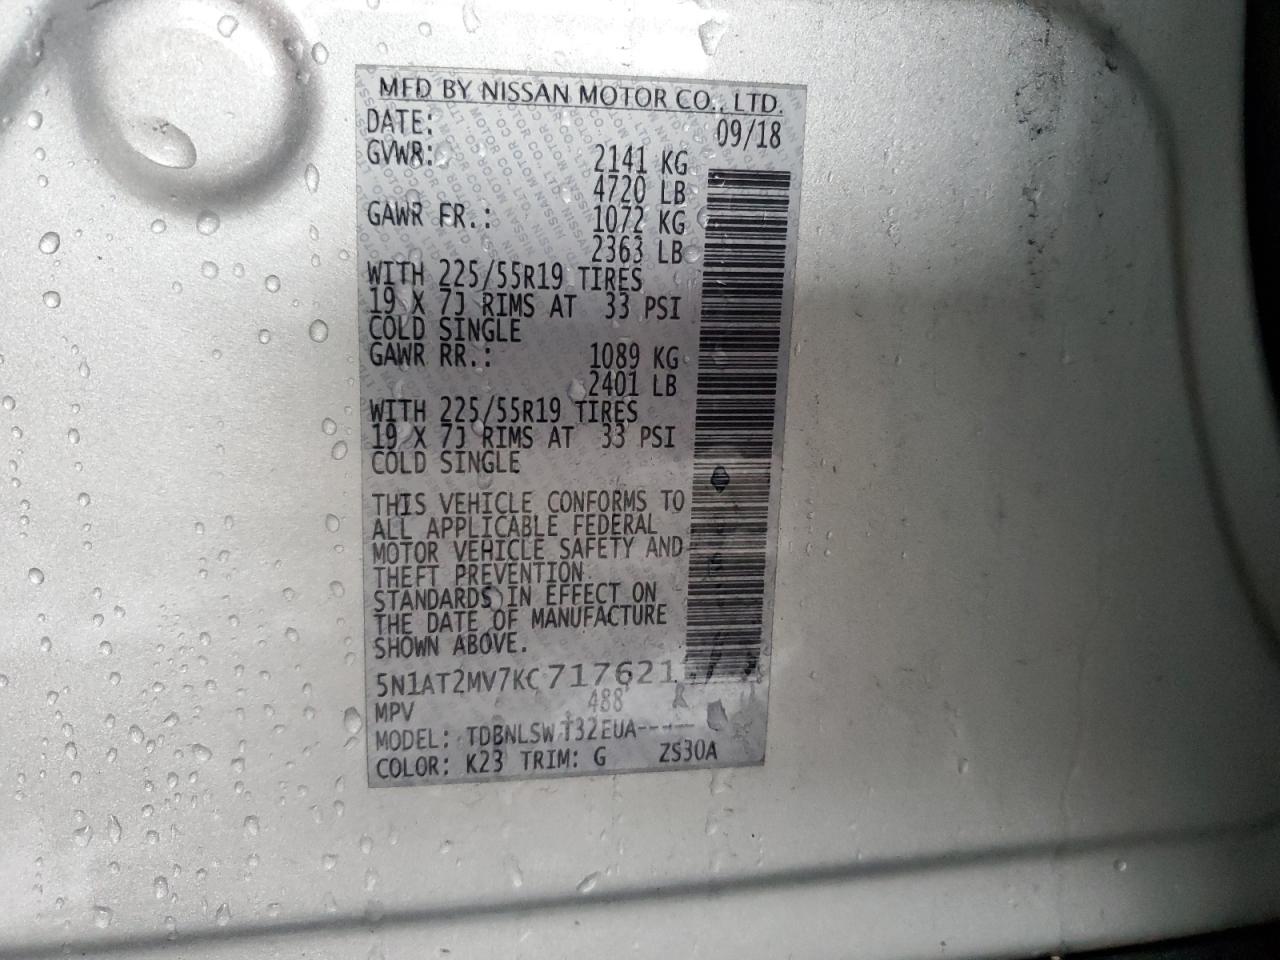 MFD BY NISSAN MOTOR CO., LTD.
DATE: 09/18
GVWR: 2141 KG
4720 LB
GAWR FR.: 1072 KG
2363 LB
WITH 225/55R19 TIRES
19 X 7J RIMS AT 33 PSI
COLD SINGLE
GAWR RR.: 1089 KG
2401 LB
WITH 225/55R19 TIRES
19 X 7J RIMS AT 33 PSI
COLD SINGLE
THIS VEHICLE CONFORMS TO
ALL APPLICABLE FEDERAL
MOTOR VEHICLE SAFETY AND
THEFT PREVENTION
STANDARDS IN EFFECT ON
THE DATE OF MANUFACTURE
SHOWN ABOVE.
5N1AT2MV7KC717621
MPV 488
MODEL: TDBNLSWT32EUA-----
COLOR: K23 TRIM: G ZS30A